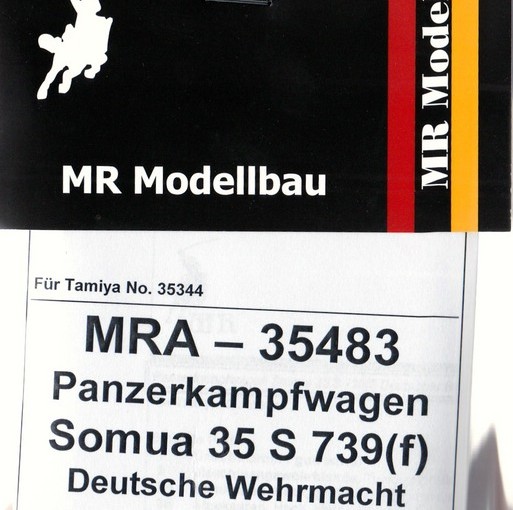 MR Modellbau
MR Mode
Für Tamiya No. 35344
MRA – 35483
Panzerkampfwagen
Somua 35 S 739(f)
Deutsche Wehrmacht